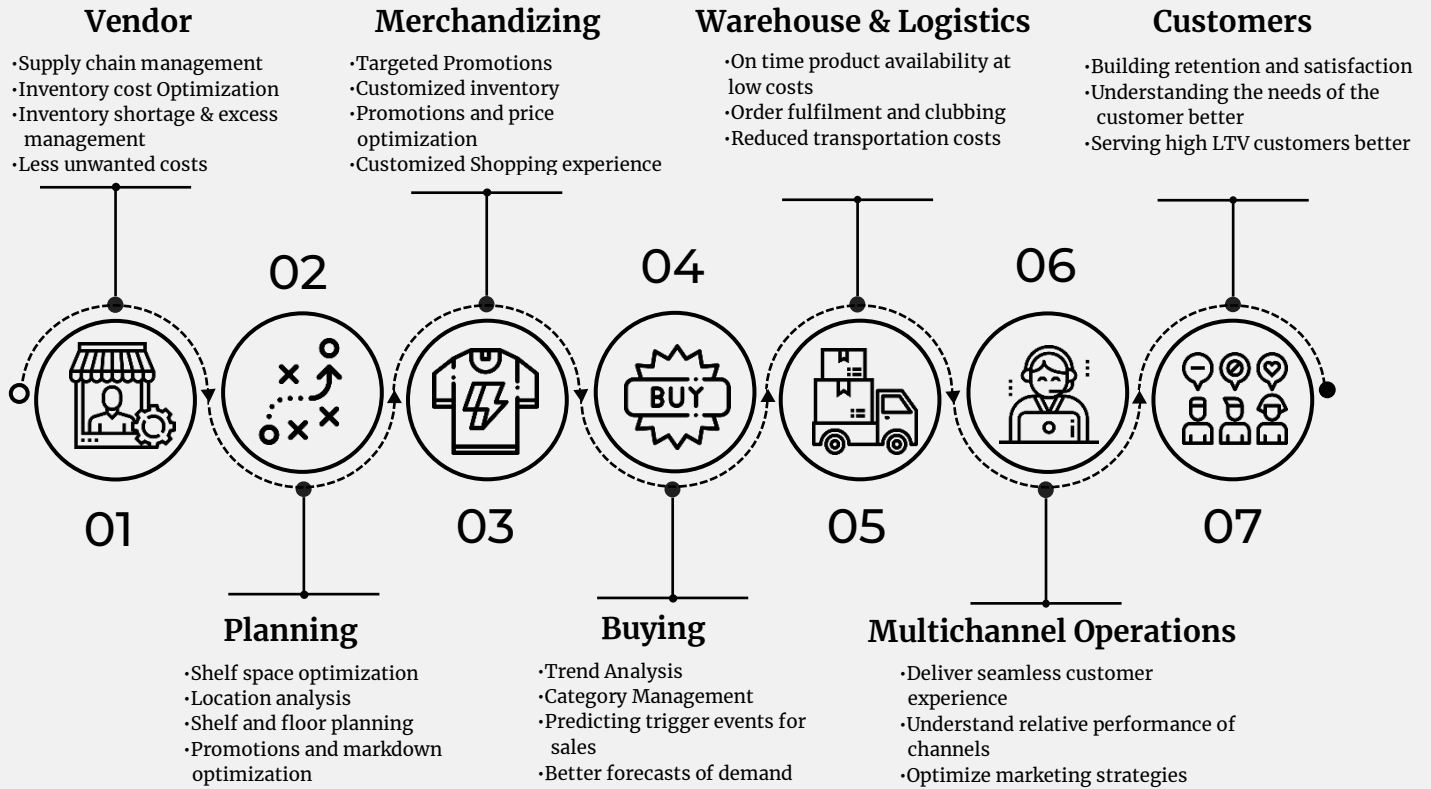 Vendor
·Supply chain management
·Inventory cost Optimization
·Inventory shortage & excess
management
·Less unwanted costs
Merchandizing
·Targeted Promotions
·Customized inventory
·Promotions and price
optimization
·Customized Shopping experience
Warehouse & Logistics
·On time product availability at
low costs
·Order fulfilment and clubbing
·Reduced transportation costs
Customers
·Building retention and satisfaction
·Understanding the needs of the
customer better
·Serving high LTV customers better
02
04
06
BUY
01
03
05
07
Planning
·Shelf space optimization
·Location analysis
·Shelf and floor planning
·Promotions and markdown
optimization
Buying
·Trend Analysis
·Category Management
·Predicting trigger events for
sales
·Better forecasts of demand
Multichannel Operations
·Deliver seamless customer
experience
·Understand relative performance of
channels
·Optimize marketing strategies